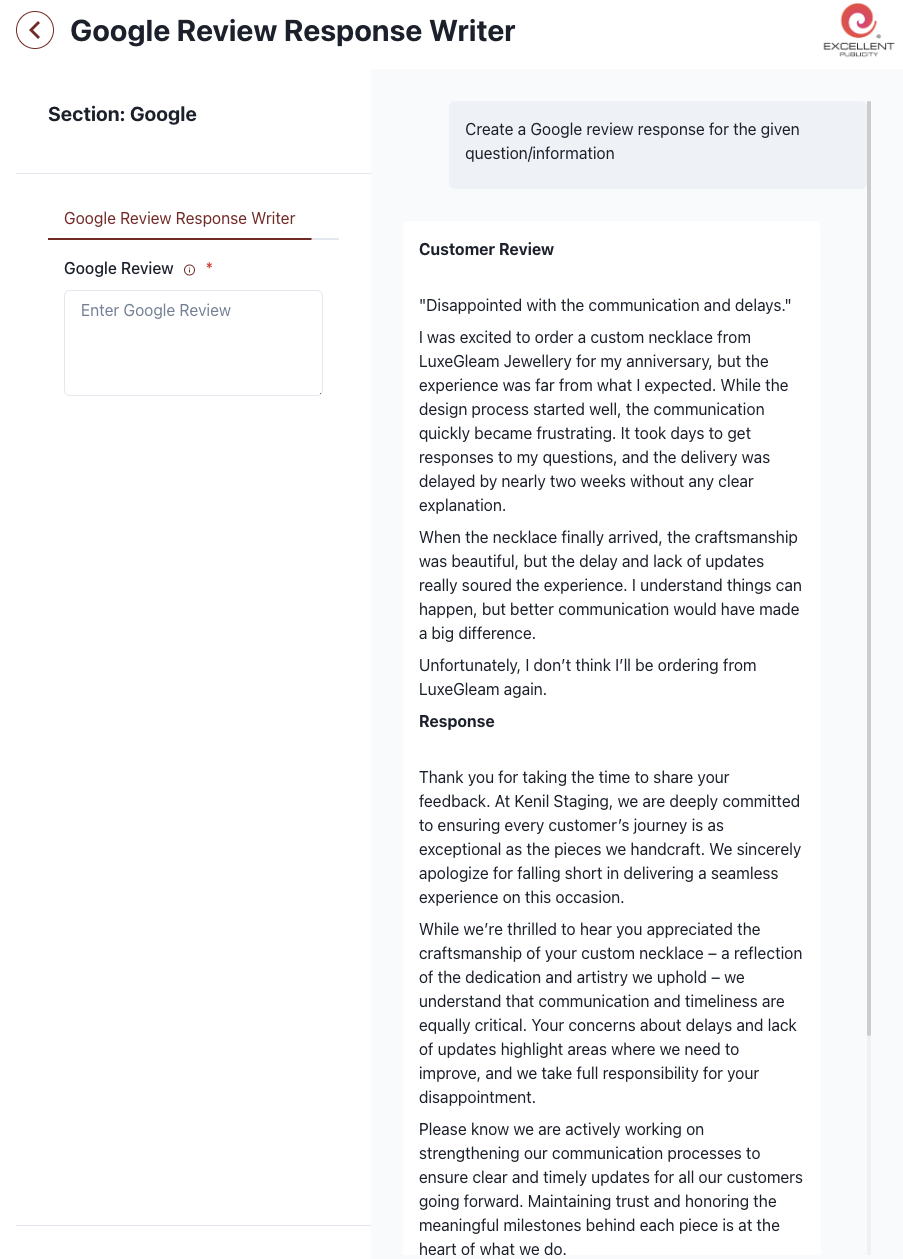 Google Review Response Writer
EXCELLENT
PUBLICITY
Section: Google
Google Review Response Writer
Google Review *
Enter Google Review
Create a Google review response for the given
question/information
Customer Review
"Disappointed with the communication and delays."
I was excited to order a custom necklace from
LuxeGleam Jewellery for my anniversary, but the
experience was far from what I expected. While the
design process started well, the communication
quickly became frustrating. It took days to get
responses to my questions, and the delivery was
delayed by nearly two weeks without any clear
explanation.
When the necklace finally arrived, the craftsmanship
was beautiful, but the delay and lack of updates
really soured the experience. I understand things can
happen, but better communication would have made
a big difference.
Unfortunately, I don’t think I’ll be ordering from
LuxeGleam again.
Response
Thank you for taking the time to share your
feedback. At Kenil Staging, we are deeply committed
to ensuring every customer’s journey is as
exceptional as the pieces we handcraft. We sincerely
apologize for falling short in delivering a seamless
experience on this occasion.
While we’re thrilled to hear you appreciated the
craftsmanship of your custom necklace – a reflection
of the dedication and artistry we uphold – we
understand that communication and timeliness are
equally critical. Your concerns about delays and lack
of updates highlight areas where we need to
improve, and we take full responsibility for your
disappointment.
Please know we are actively working on
strengthening our communication processes to
ensure clear and timely updates for all our customers
going forward. Maintaining trust and honoring the
meaningful milestones behind each piece is at the
heart of what we do.